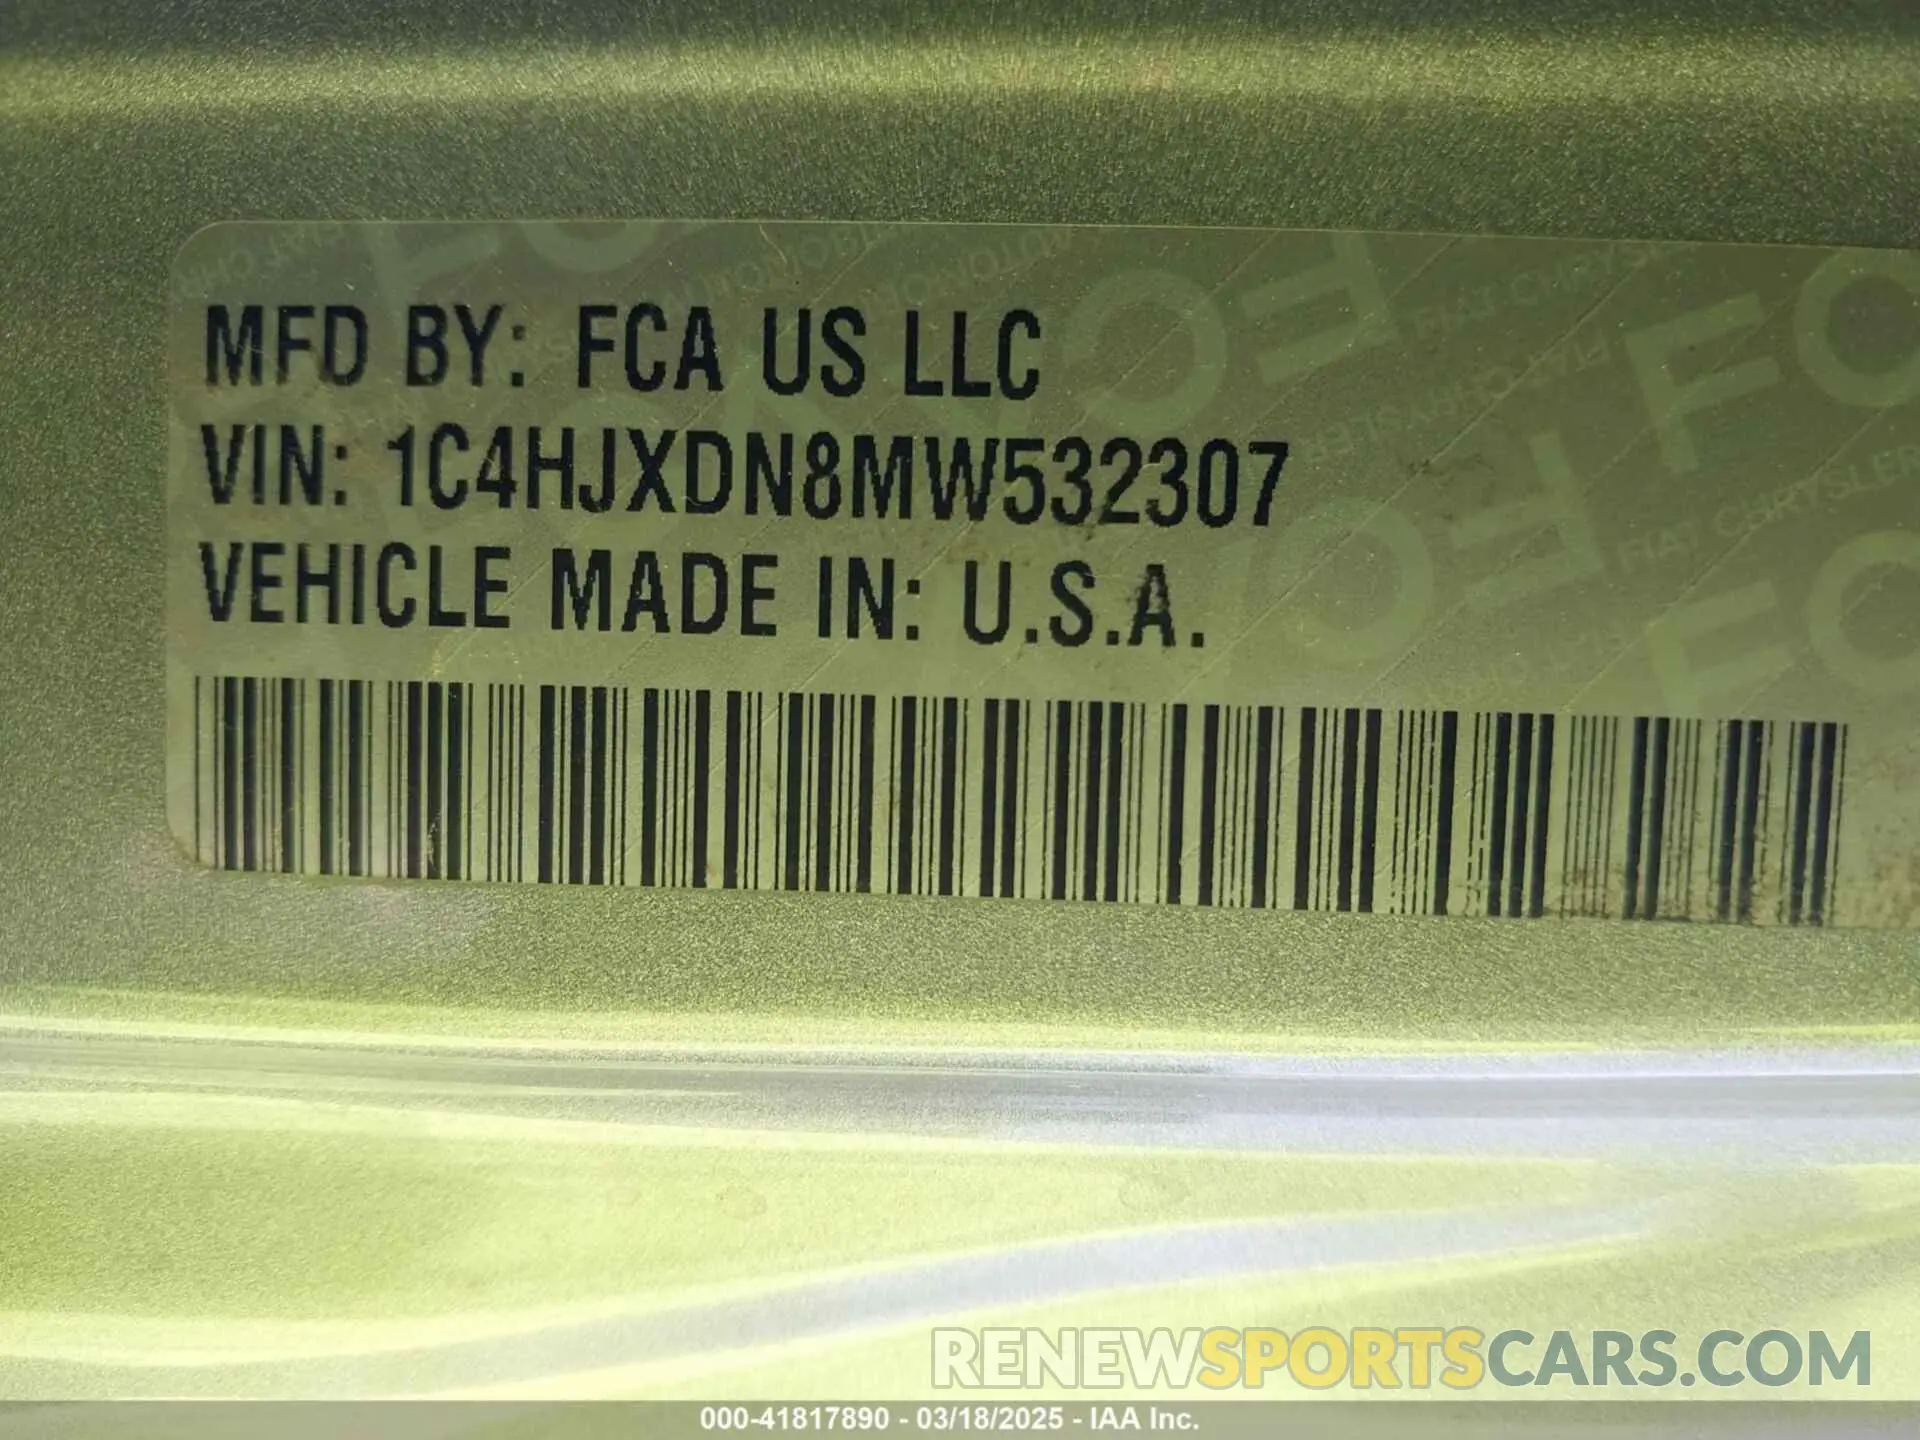 MFD BY: FCA US LLC
VIN: 1C4HJXDN8MW532307
VEHICLE MADE IN: U.S.A.
RENEWSPORTSCARS.COM
000-41817890 - 03/18/2025 - IAA Inc.